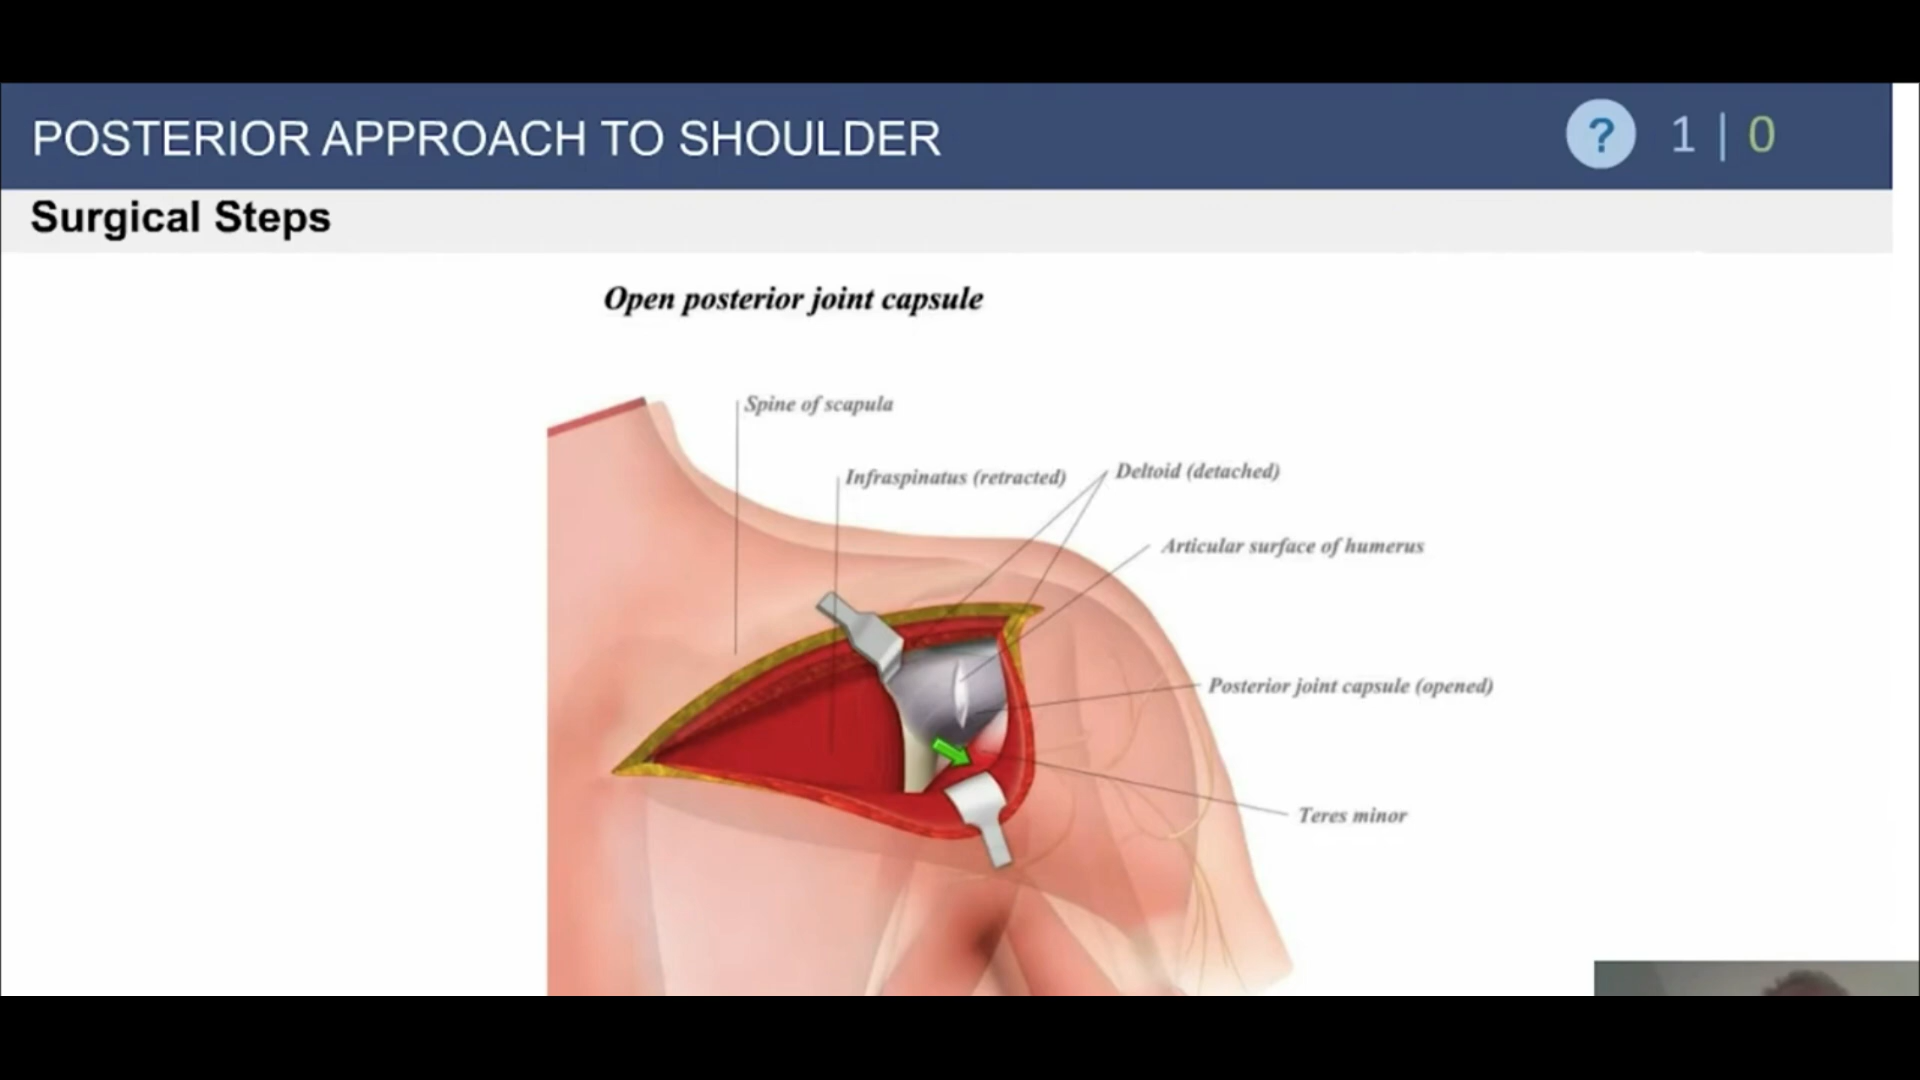 POSTERIOR APPROACH TO SHOULDER
? 1 | 0
Surgical Steps
Open posterior joint capsule
Spine of scapula
Infraspinatus (retracted)
Deltoid (detached)
Articular surface of humerus
Posterior joint capsule (opened)
Teres minor